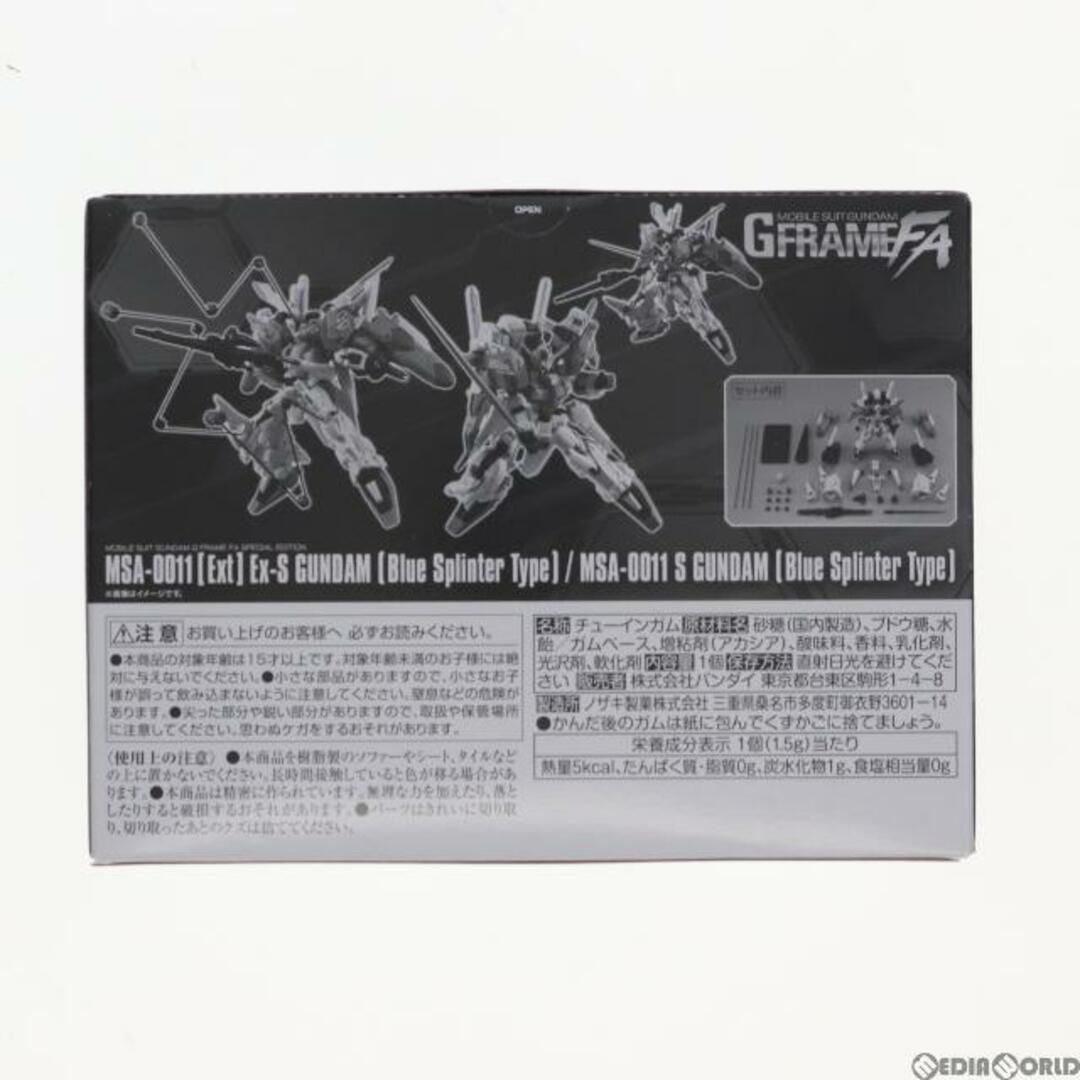 OPEN
MOBILE SUIT GUNDAM
GFRAMEFA
セット内容
MOBILE SUIT GUNDAM G FRAME FA SPECIAL EDITION
MSA-0011[Ext] Ex-S GUNDAM (Blue Splinter Type) / MSA-0011 S GUNDAM (Blue Splinter Type)
※画像はイメージです。
⚠注意 お買い上げのお客様へ 必ずお読みください。
●本商品の対象年齢は15才以上です。対象年齢未満のお子様には絶
対に与えないでください。●小さな部品がありますので、小さなお子
様が誤って飲み込まないように注意してください。窒息などの危険が
あります。●尖った部分や鋭い部分がありますので、取扱や保管場所
に注意してください。思わぬケガをするおそれがあります。
〈使用上の注意〉 ●本商品を樹脂製のソファーやシート、タイルなど
の上に置かないでください。長時間接触していると色が移る場合があ
ります。●本商品は精密に作られています。無理な力を加えたり、落と
したりすると破損するおそれがあります。●パーツはきれいに切り取
り、切り取ったあとのクズは捨ててください。
名称 チューインガム 原材料名 砂糖(国内製造)、ブドウ糖、水
飴／ガムベース、増粘剤(アカシア)、酸味料、香料、乳化剤、
光沢剤、軟化剤 内容量 1個 保存方法 直射日光を避けてくだ
さい 販売者 株式会社バンダイ 東京都台東区駒形1-4-8
製造所 ノザキ製菓株式会社 三重県桑名市多度町御衣野3601-14
●かんだ後のガムは紙に包んでくずかごに捨てましょう。
栄養成分表示 1個(1.5g)当たり
熱量5kcal、たんぱく質・脂質0g、炭水化物1g、食塩相当量0g
MEDIAWORLD